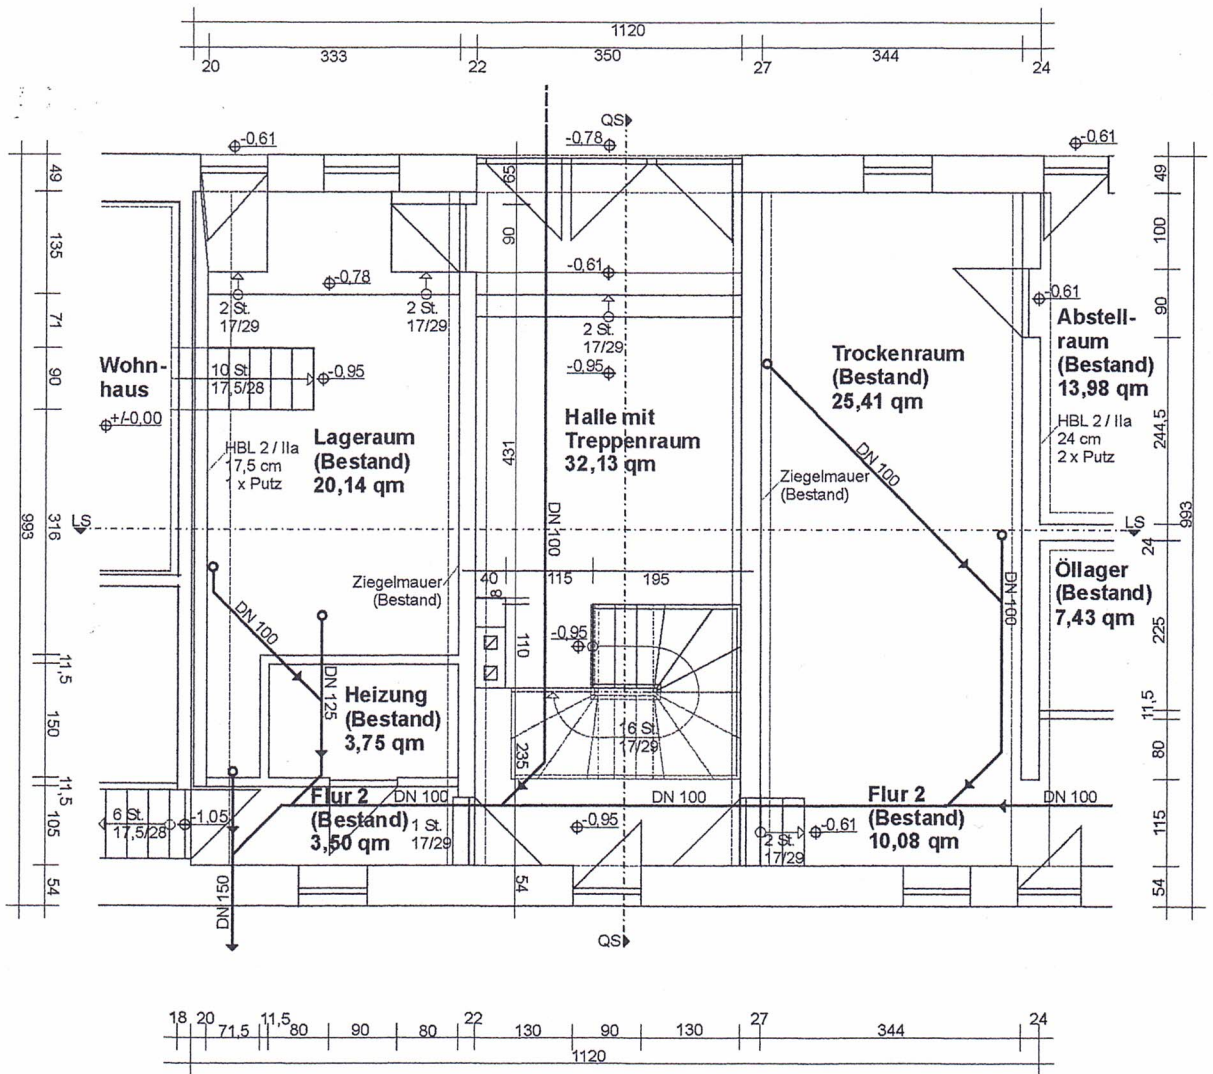 1120
333
350
344
20
22
27
24
QS
-0,61
-0,78
-0,61
49
65
49
135
90
100
-0,61
-0,78
-0,61
2 St.
17/29
2 St.
17/29
2 St.
17/29
71
90
Abstell-
raum
(Bestand)
13,98 qm
Wohn-
haus
+/-0,00
10 St
17,5/28
-0,95
-0,95
90
Trockenraum
(Bestand)
25,41 qm
Halle mit
Treppenraum
32,13 qm
Lageraum
(Bestand)
20,14 qm
HBL 2 / IIa
17,5 cm
1 x Putz
HBL 2 / IIa
24 cm
2 x Putz
431
244,5
DN 100
Ziegelmauer
(Bestand)
993
316
LS
DN 100
LS
993
24
Ziegelmauer
(Bestand)
40
8
115
195
DN 100
Öllager
(Bestand)
7,43 qm
DN 100
110
-0,95
225
11,5
Heizung
(Bestand)
3,75 qm
DN 125
150
235
16 St.
17/29
11,5
80
11,5
Flur 2
(Bestand)
3,50 qm
DN 100
DN 100
Flur 2
(Bestand)
10,08 qm
DN 100
6 St.
17,5/28
-1,05
1 St.
17/29
-0,95
2 St.
17/29
-0,61
105
115
54
54
54
DN 150
QS
18
20
71,5
11,5
80
90
80
22
130
90
130
27
344
24
1120